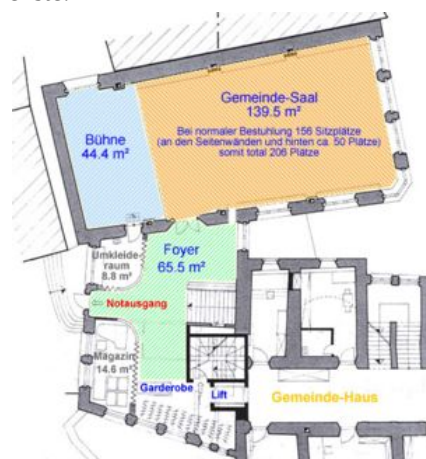 Gemeinde-Saal
139.5 m²
Bei normaler Bestuhlung 156 Sitzplätze
(an den Seitenwänden und hinten ca. 50 Plätze)
somit total 206 Plätze
Bühne
44.4 m²
Foyer
65.5 m²
Umkleide-
raum
8.8 m²
Notausgang
Magazin
14.6 m²
Garderobe
Lift
Gemeinde-Haus